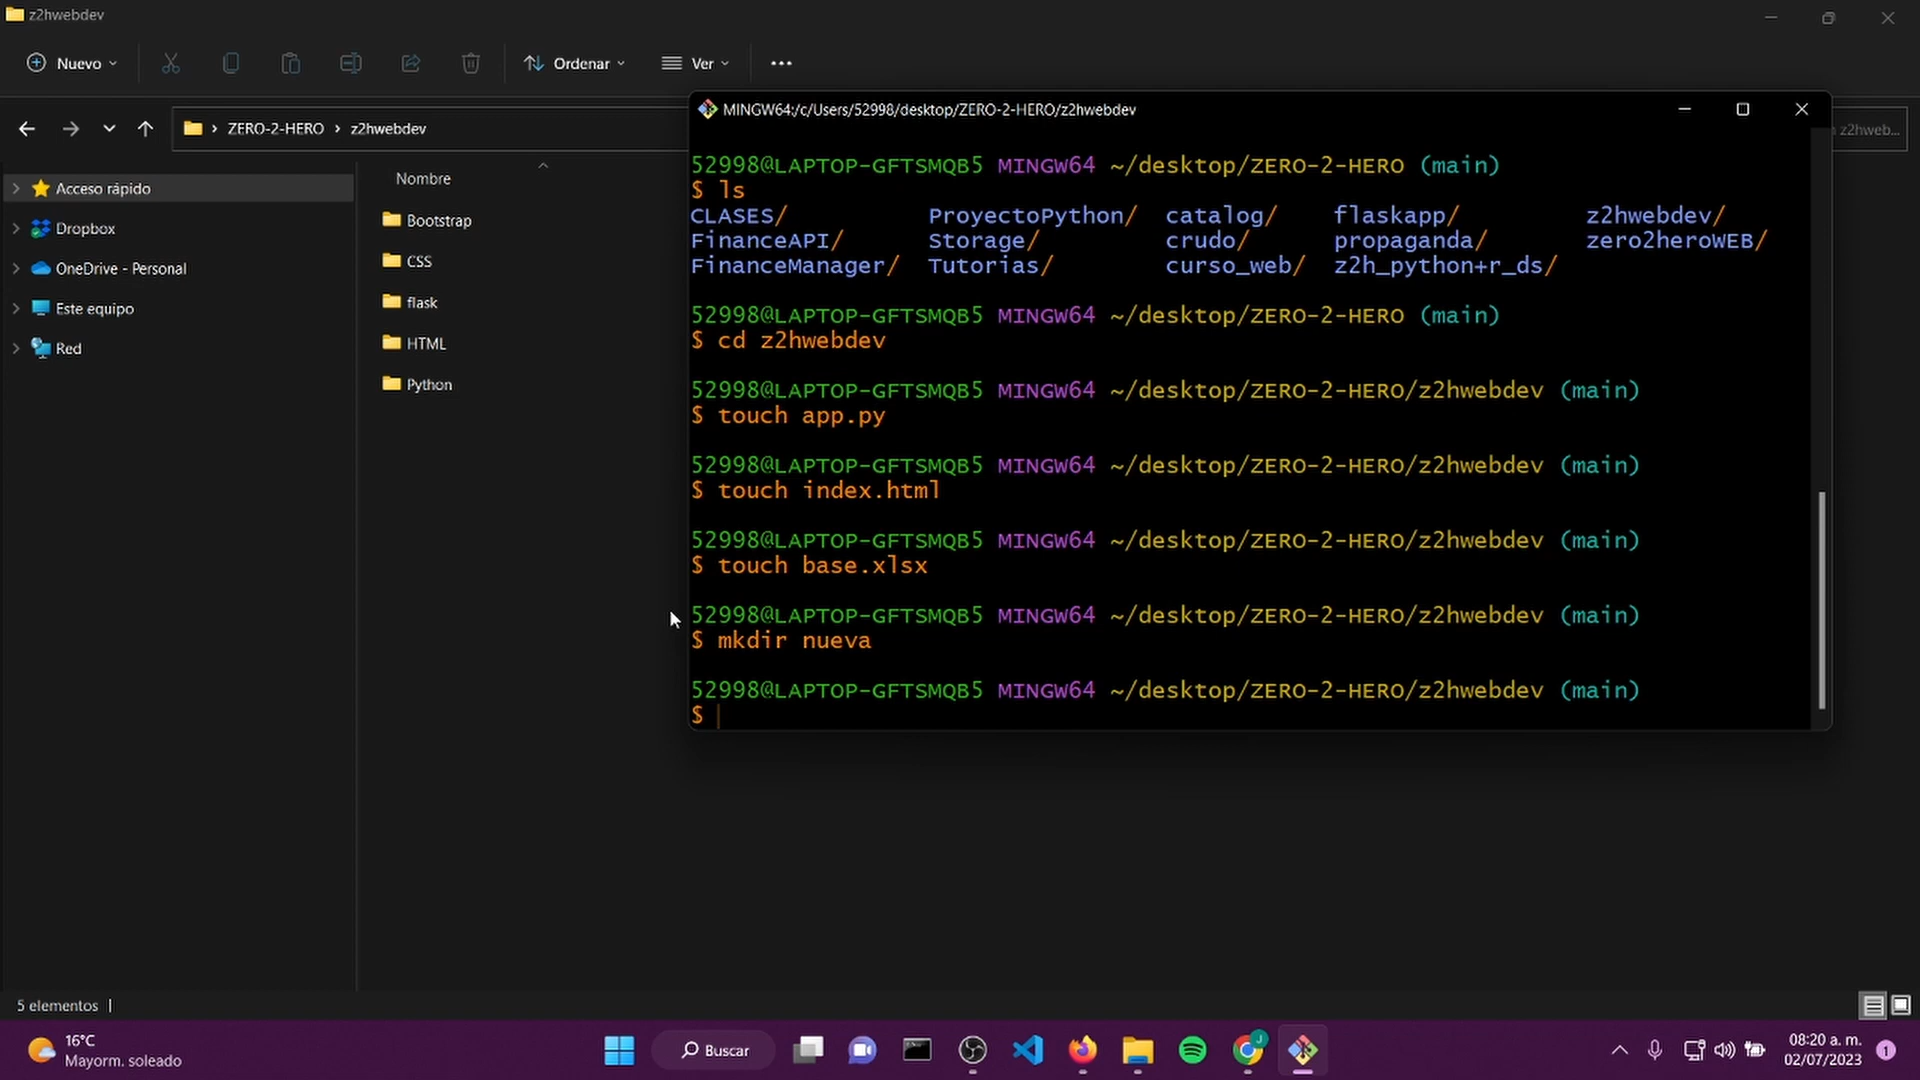 z2hwebdev
Nuevo
Ordenar
Ver
ZERO-2-HERO > z2hwebdev
z2hweb...
Acceso rápido
Dropbox
OneDrive - Personal
Este equipo
Red
Nombre
Bootstrap
CSS
flask
HTML
Python
MINGW64:/c/Users/52998/desktop/ZERO-2-HERO/z2hwebdev
52998@LAPTOP-GFTSMQB5 MINGW64 ~/desktop/ZERO-2-HERO (main)
$ ls
CLASES/ ProyectoPython/ catalog/ flaskapp/ z2hwebdev/
FinanceAPI/ Storage/ crudo/ propaganda/ zero2heroWEB/
FinanceManager/ Tutorias/ curso_web/ z2h_python+r_ds/
52998@LAPTOP-GFTSMQB5 MINGW64 ~/desktop/ZERO-2-HERO (main)
$ cd z2hwebdev
52998@LAPTOP-GFTSMQB5 MINGW64 ~/desktop/ZERO-2-HERO/z2hwebdev (main)
$ touch app.py
52998@LAPTOP-GFTSMQB5 MINGW64 ~/desktop/ZERO-2-HERO/z2hwebdev (main)
$ touch index.html
52998@LAPTOP-GFTSMQB5 MINGW64 ~/desktop/ZERO-2-HERO/z2hwebdev (main)
$ touch base.xlsx
52998@LAPTOP-GFTSMQB5 MINGW64 ~/desktop/ZERO-2-HERO/z2hwebdev (main)
$ mkdir nueva
52998@LAPTOP-GFTSMQB5 MINGW64 ~/desktop/ZERO-2-HERO/z2hwebdev (main)
$
5 elementos
16°C
Mayorm. soleado
Buscar
J
08:20 a. m.
02/07/2023
1